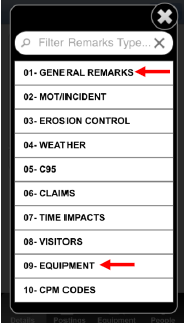 Filter Remarks Type...
01- GENERAL REMARKS
02- MOT/INCIDENT
03- EROSION CONTROL
04- WEATHER
05- C95
06- CLAIMS
07- TIME IMPACTS
08- VISITORS
09- EQUIPMENT
10- CPM CODES
Details Postings Equipment People